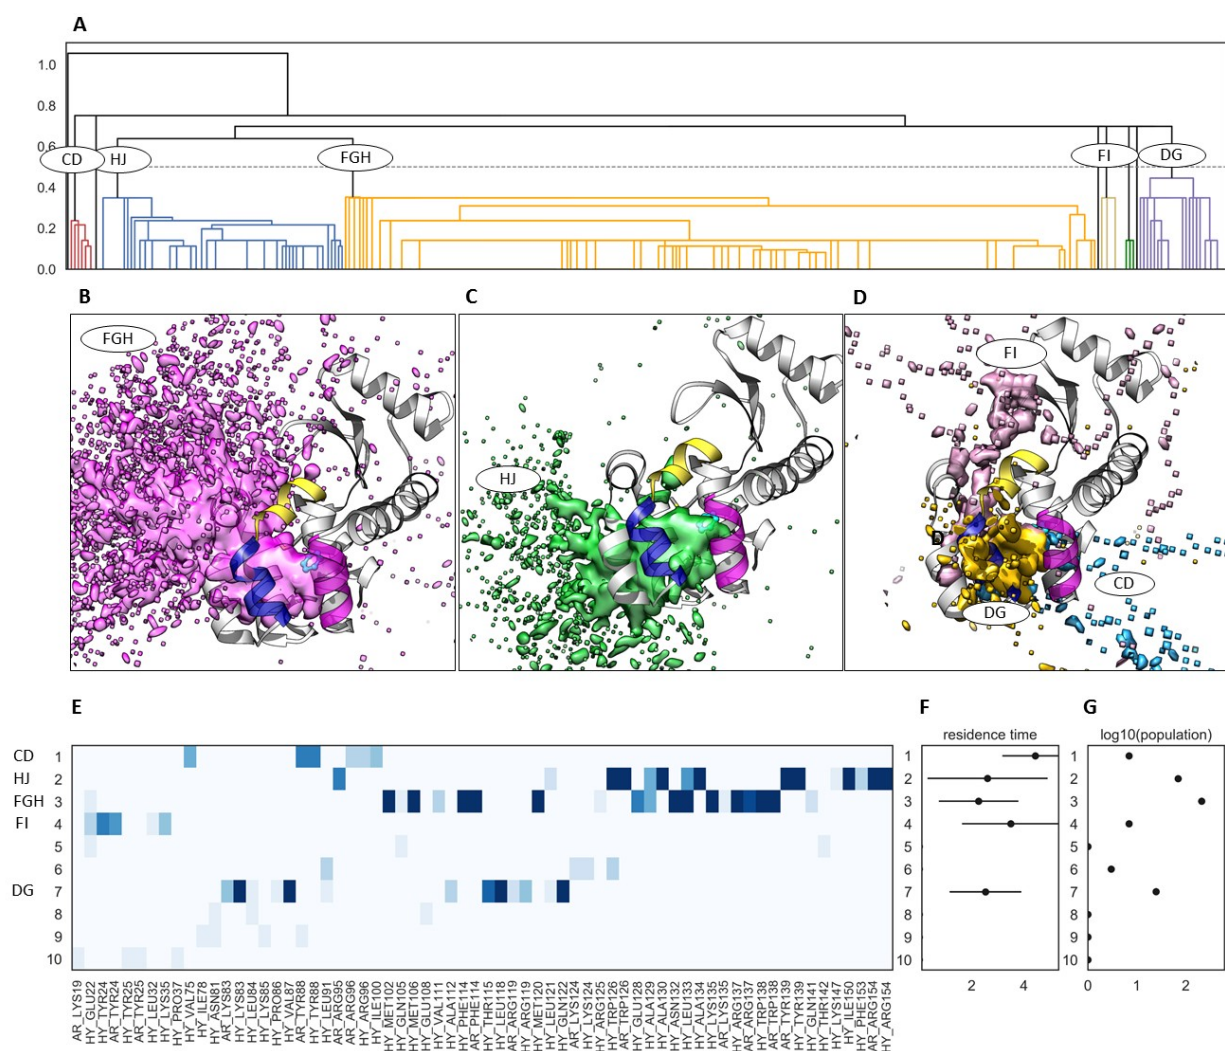 A
1.0
0.8
0.6
0.4
0.2
0.0
CD
HJ
FGH
FI
DG
B
C
D
FGH
HJ
FI
D
CD
DG
E
F
G
residence time
log10(population)
CD 1
HJ 2
FGH 3
FI 4
5
6
DG 7
8
9
10
1
2
3
4
5
6
7
8
9
10
2 4
1
2
3
4
5
6
7
8
9
10
0 1 2
AR_LYS19
HY_GLU22
HY_TYR24
AR_TYR24
HY_TYR25
AR_TYR25
HY_LEU32
HY_LYS35
HY_PRO37
HY_VAL75
HY_ILE78
HY_ASN81
AR_LYS83
HY_LYS83
HY_LEU84
HY_LYS85
HY_PRO86
HY_VAL87
AR_TYR88
HY_TYR88
HY_LEU91
AR_ARG95
AR_ARG96
HY_ARG96
HY_ILE100
HY_MET102
HY_GLN105
HY_MET106
HY_GLU108
HY_VAL111
HY_ALA112
HY_PHE114
AR_PHE114
HY_THR115
HY_LEU118
AR_ARG119
HY_ARG119
HY_MET120
HY_LEU121
HY_GLN122
AR_LYS124
HY_LYS124
HY_ARG125
HY_TRP126
AR_TRP126
HY_GLU128
HY_ALA129
HY_ALA130
HY_ASN132
HY_LEU133
HY_ALA134
HY_LYS135
AR_LYS135
HY_ARG137
AR_ARG137
HY_TRP138
AR_TRP138
AR_TYR139
HY_TYR139
HY_GLN141
HY_THR142
HY_LYS147
HY_ILE150
HY_PHE153
AR_ARG154
HY_ARG154